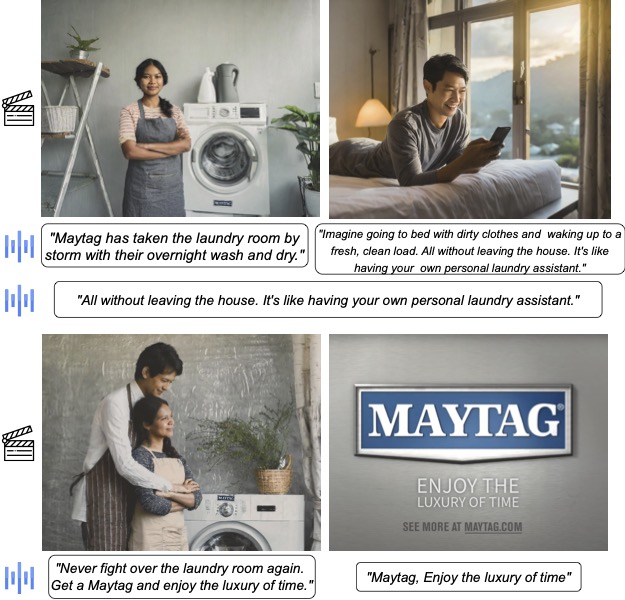 MAYTAG
"Maytag has taken the laundry room by
storm with their overnight wash and dry."
"Imagine going to bed with dirty clothes and waking up to a
fresh, clean load. All without leaving the house. It's like
having your own personal laundry assistant."
"All without leaving the house. It's like having your own personal laundry assistant."
MAYTAG
MAYTAG®
ENJOY THE
LUXURY OF TIME
SEE MORE AT MAYTAG.COM
"Never fight over the laundry room again.
Get a Maytag and enjoy the luxury of time."
"Maytag, Enjoy the luxury of time"